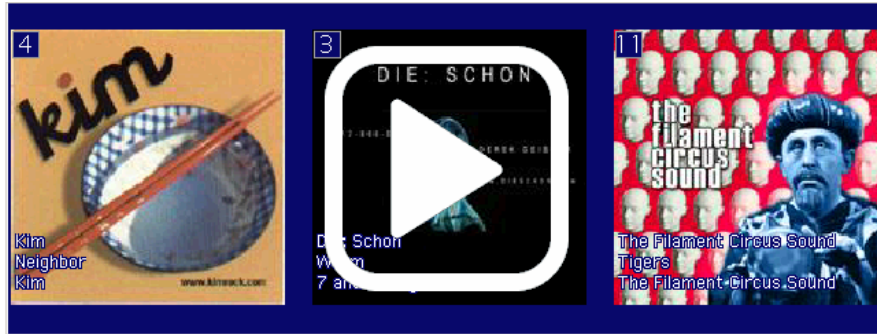 4
kim
Kim
Neighbor
Kim
www.kimrock.com
3
DIE: SCHON
Schon
7
11
the
filament
circus
sound
The Filament Circus Sound
Tigers
The Filament Circus Sound